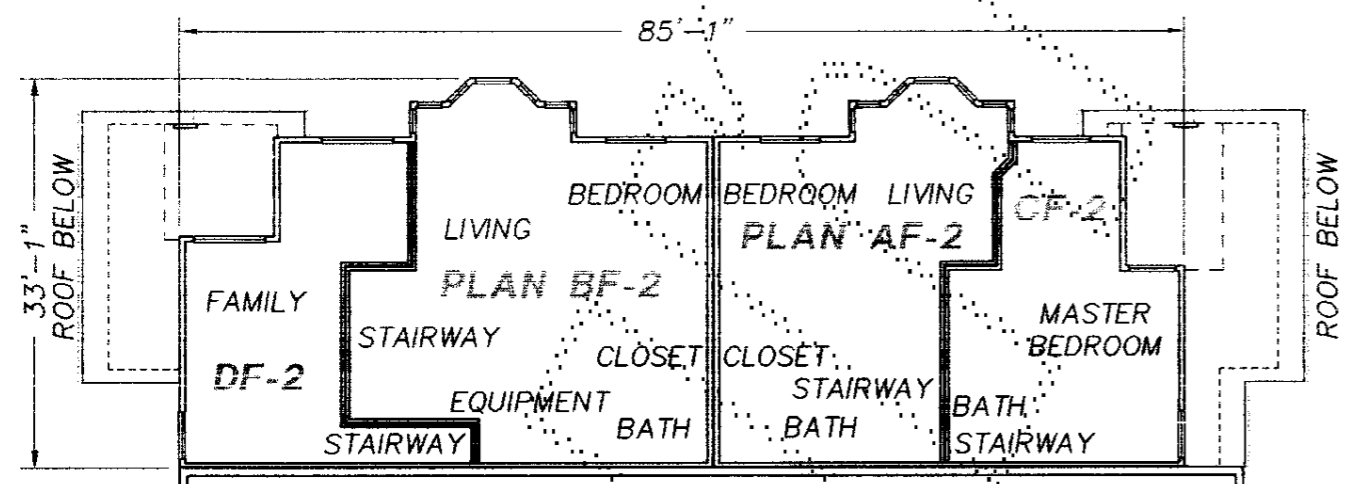 85'-1"
33'-1"
ROOF BELOW
ROOF BELOW
BEDROOM
BEDROOM
LIVING
CF-2
LIVING
PLAN AF-2
PLAN BF-2
FAMILY
STAIRWAY
MASTER
BEDROOM
DF-2
CLOSET
CLOSET
STAIRWAY
EQUIPMENT
BATH
BATH
BATH
STAIRWAY
STAIRWAY